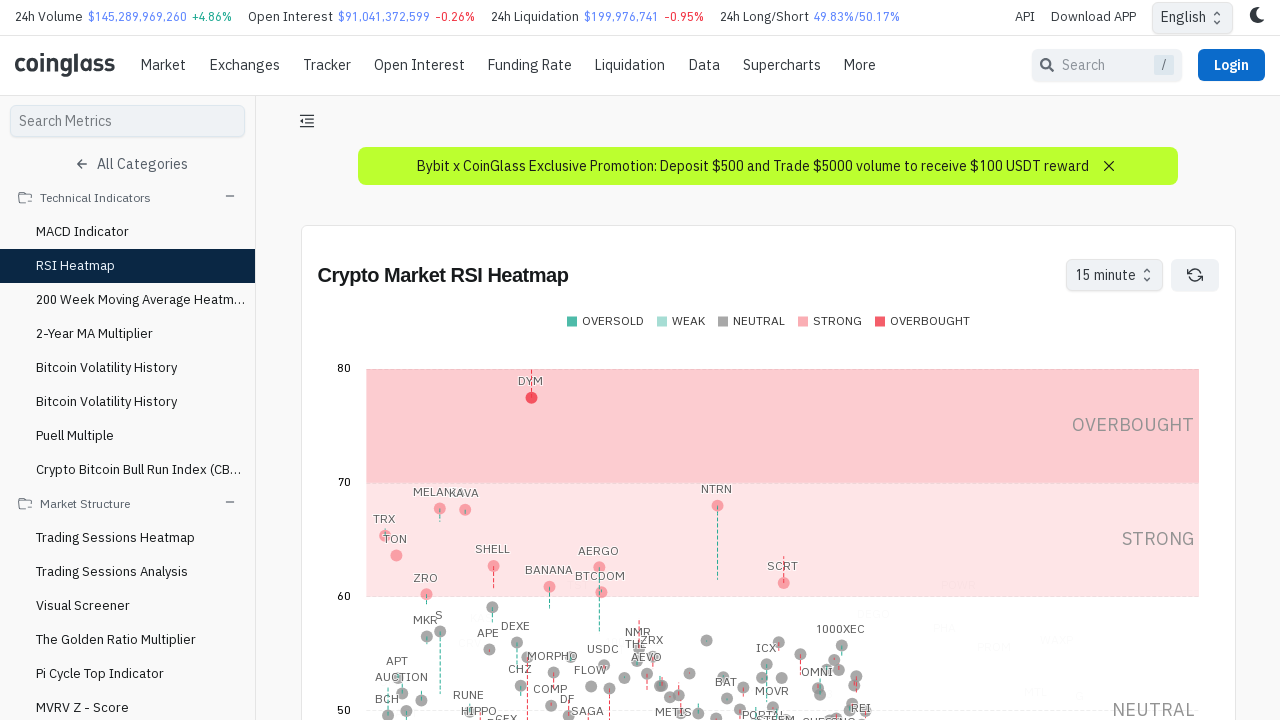 24h Volume $145,289,969,260 +4.86% Open Interest $91,041,372,599 -0.26% 24h Liquidation $199,976,741 -0.95% 24h Long/Short 49.83%/50.17% API Download APP English
coinglass Market Exchanges Tracker Open Interest Funding Rate Liquidation Data Supercharts More Search / Login
Search Metrics
All Categories
Technical Indicators
MACD Indicator
RSI Heatmap
200 Week Moving Average Heatm...
2-Year MA Multiplier
Bitcoin Volatility History
Bitcoin Volatility History
Puell Multiple
Crypto Bitcoin Bull Run Index (CB...
Market Structure
Trading Sessions Heatmap
Trading Sessions Analysis
Visual Screener
The Golden Ratio Multiplier
Pi Cycle Top Indicator
MVRV Z - Score
Bybit x CoinGlass Exclusive Promotion: Deposit $500 and Trade $5000 volume to receive $100 USDT reward
Crypto Market RSI Heatmap
15 minute
OVERSOLD WEAK NEUTRAL STRONG OVERBOUGHT
80
DYM
OVERBOUGHT
70
KAVA
NTRN
TRX
TON
STRONG
SHELL
AERGO
BANANA
BTCDOM
SCRT
ZRO
60
MKR
S
APE
DEXE
NMR
ZRX
1000XEC
USDC
ICX
MORPHO
AEVO
APT
CHZ
FLOW
OMNI
AUCTION
BCH
RUNE
COMP
DF
BAT
MOVR
HIPPO
SAGA
METIS
REI
50
NEUTRAL